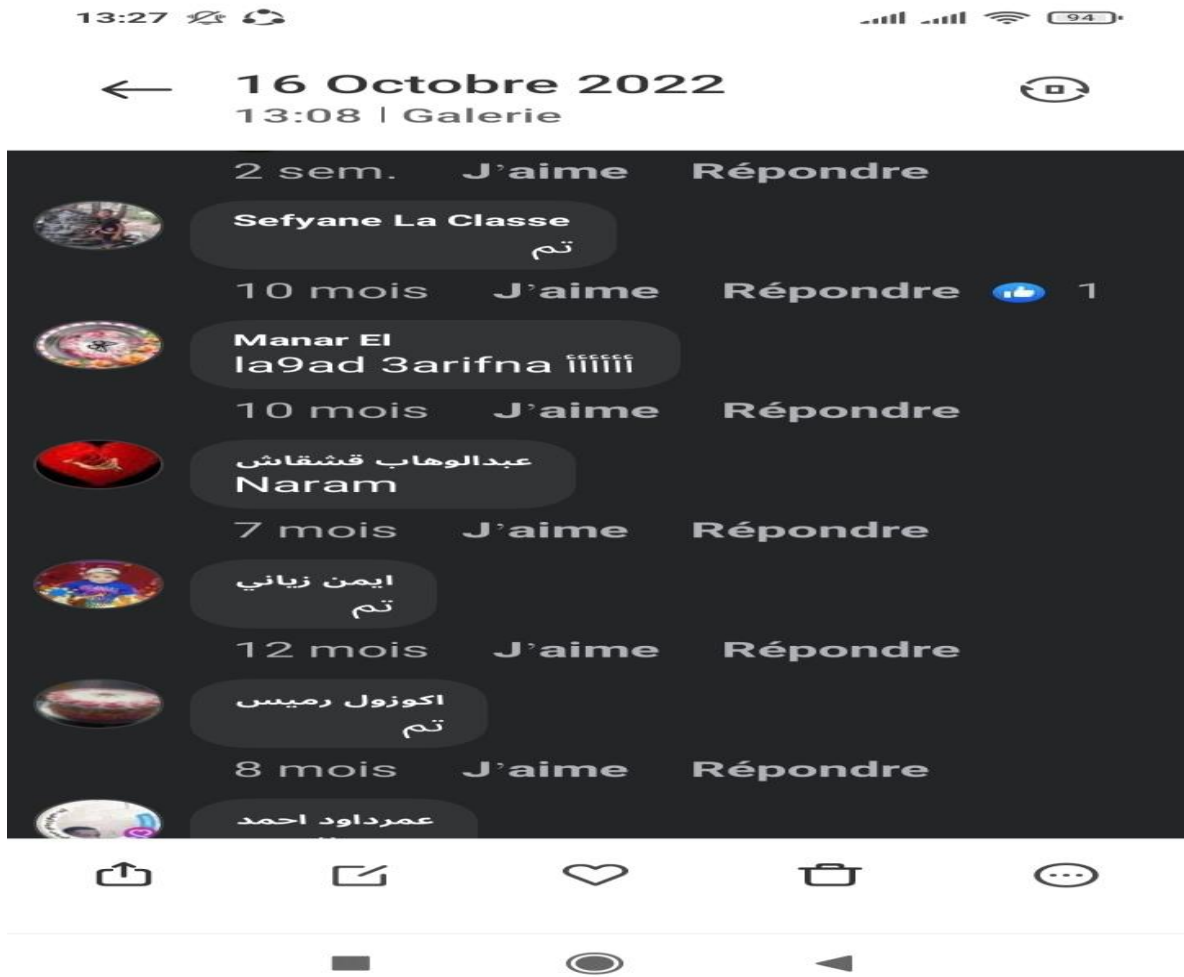 13:27
94
16 Octobre 2022
13:08 | Galerie
2 sem. J'aime Répondre
Sefyane La Classe
تم
10 mois J'aime Répondre 1
Manar El
la9ad 3arifna أأأأأأ
10 mois J'aime Répondre
عبدالوهاب قشقاش
Naram
7 mois J'aime Répondre
ايمن زياني
تم
12 mois J'aime Répondre
اكوزول رميس
تم
8 mois J'aime Répondre
عمرداود احمد